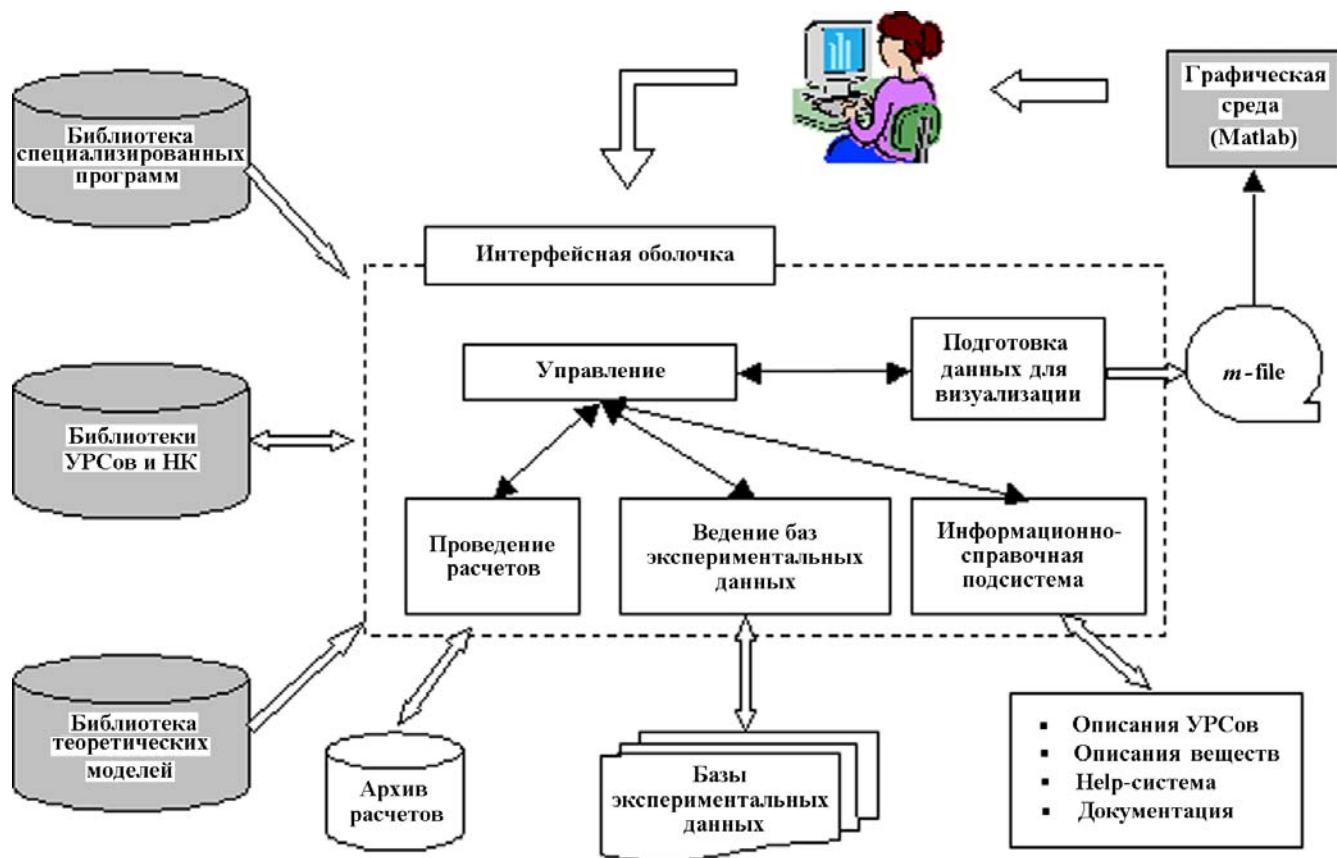 Библиотека
специализированных
программ
Графическая
среда
(Matlab)
Интерфейсная оболочка
Библиотеки
УРСов и НК
Управление
Подготовка
данных для
визуализации
m-file
Проведение
расчетов
Ведение баз
экспериментальных
данных
Информационно-
справочная
подсистема
Библиотека
теоретических
моделей
Архив
расчетов
Базы
экспериментальных
данных
▪ Описания УРСов
▪ Описания веществ
▪ Help-система
▪ Документация